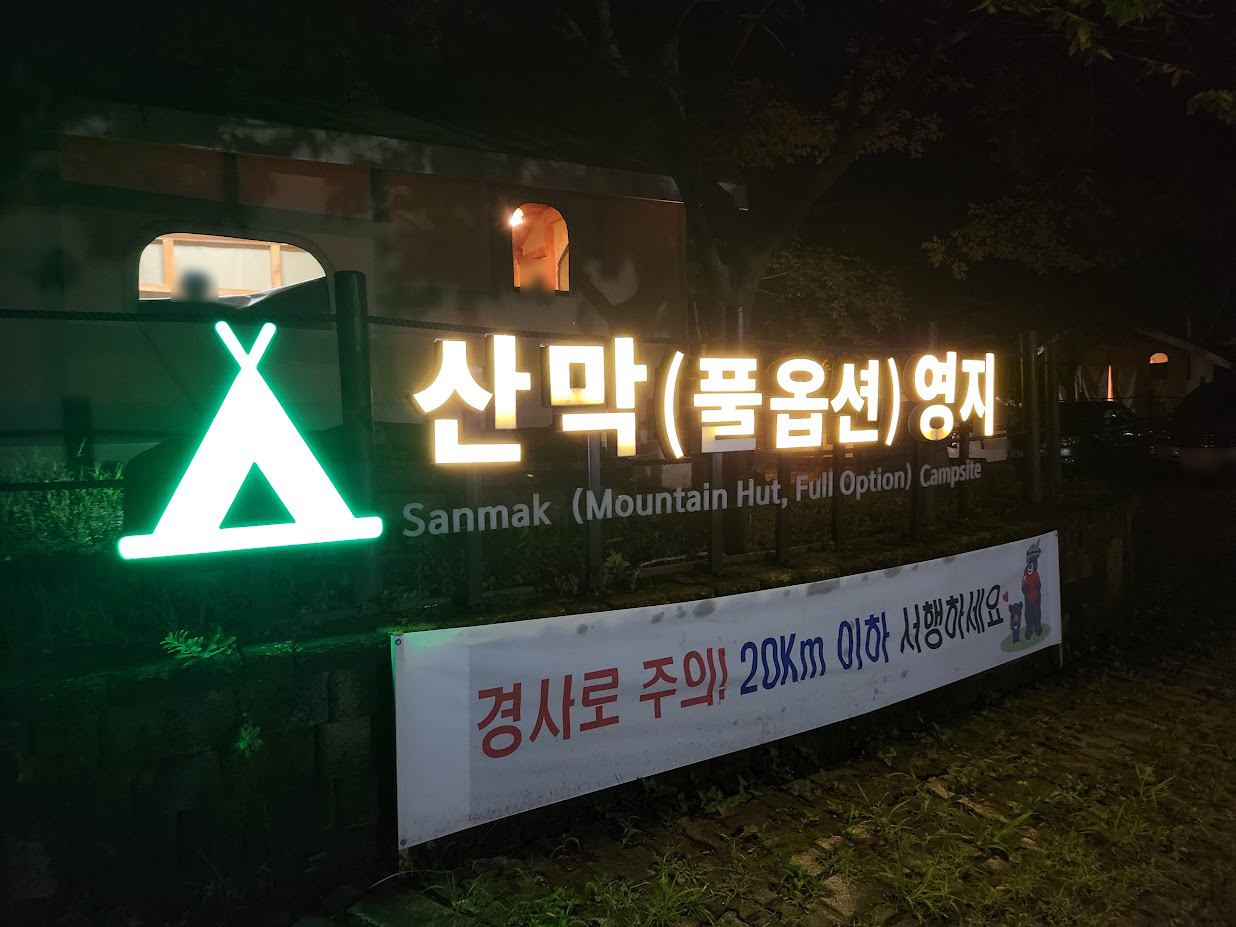 산막(풀옵션)영지
Sanmak (Mountain Hut, Full Option) Campsite
경사로 주의! 20Km 이하 서행하세요